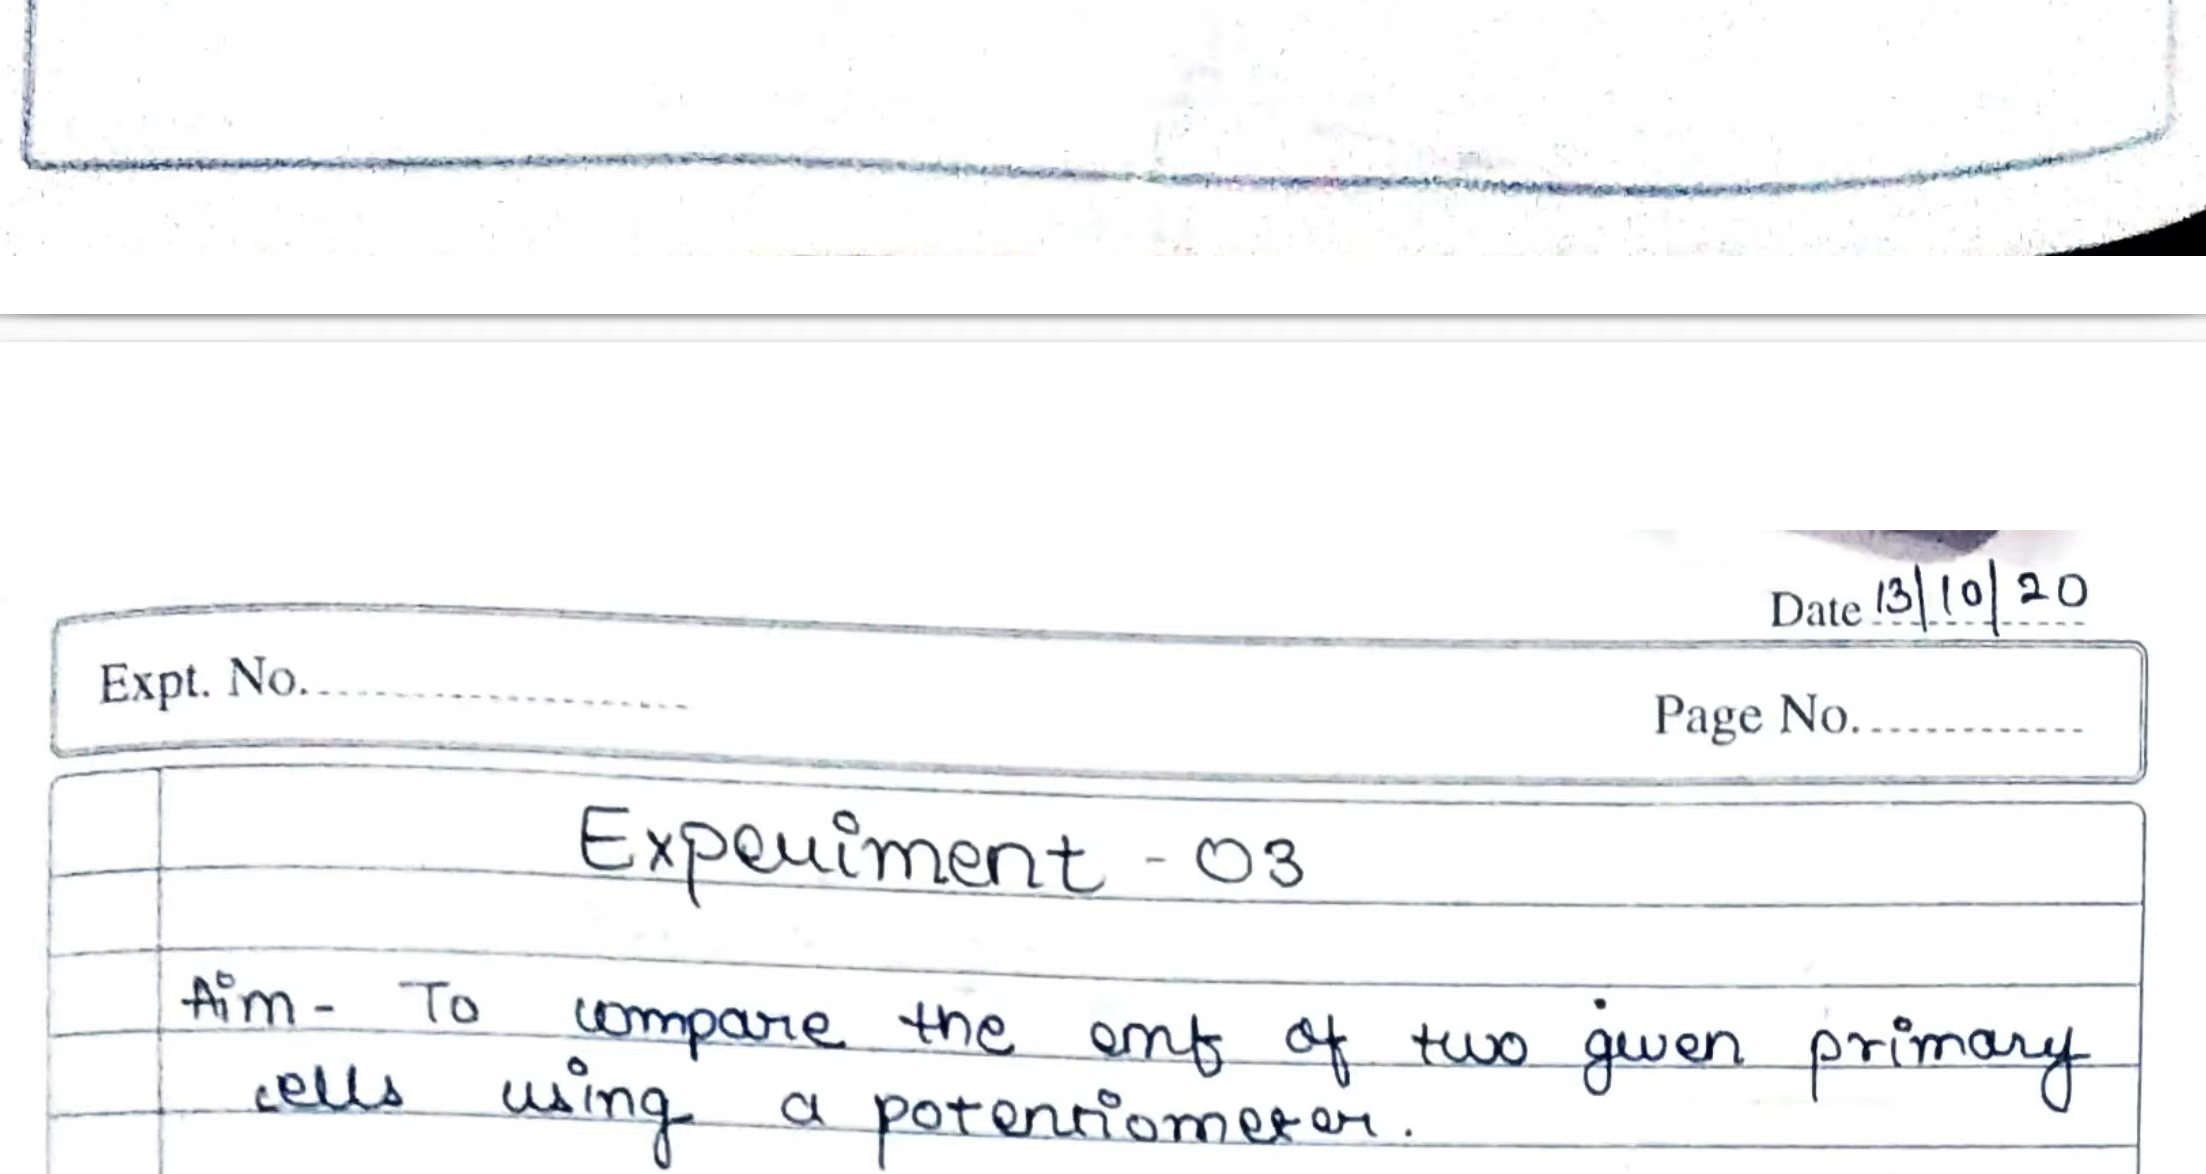 Date 13/10/20
Expt. No.
Page No.
Experiment - 03
Aim - To compare the emf of two given primary
cells using a potentiometer.